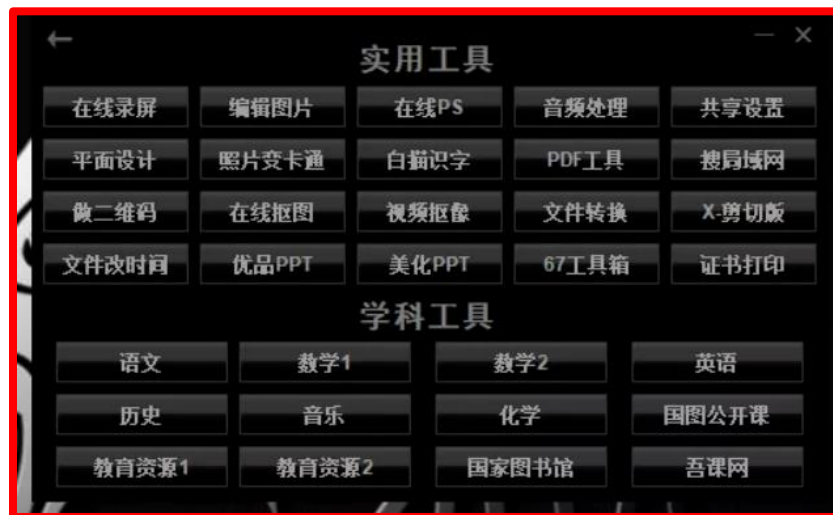 实用工具
在线录屏 编辑图片 在线PS 音频处理 共享设置
平面设计 照片变卡通 白描识字 PDF工具 搜局域网
做二维码 在线抠图 视频抠像 文件转换 X-剪切版
文件改时间 优品PPT 美化PPT 67工具箱 证书打印
学科工具
语文 数学1 数学2 英语
历史 音乐 化学 国图公开课
教育资源1 教育资源2 国家图书馆 吾课网